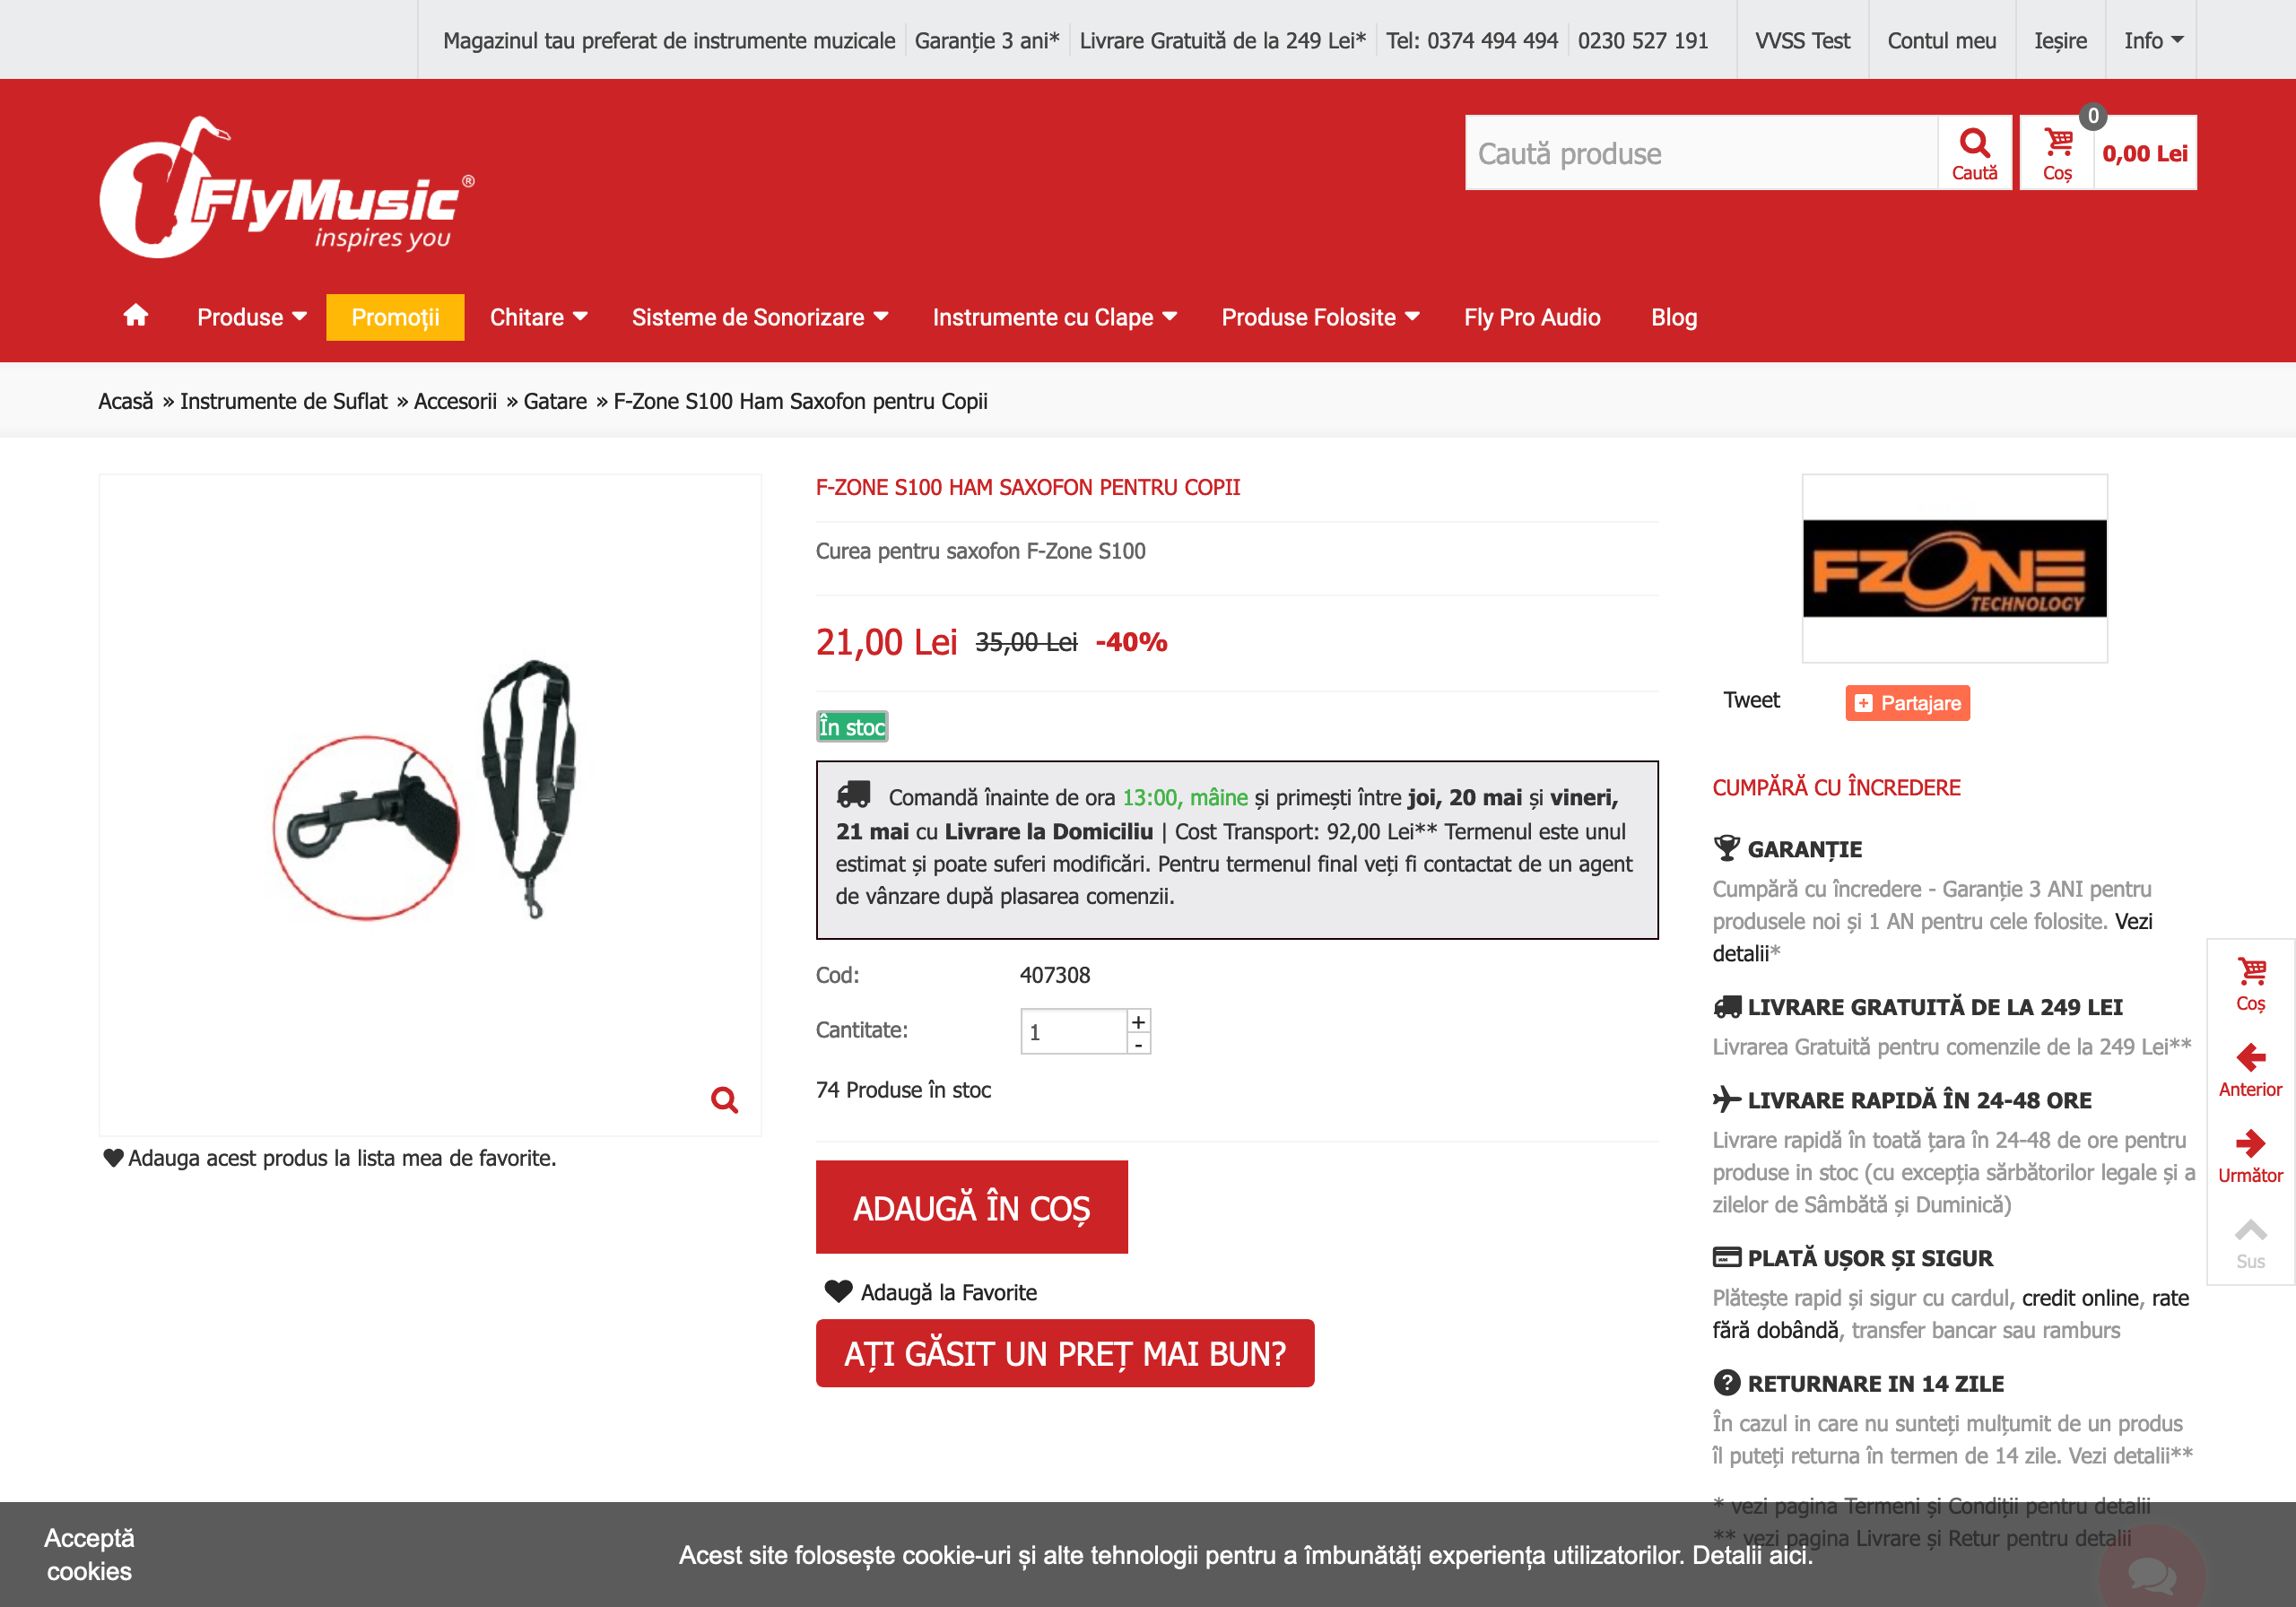 Magazinul tau preferat de instrumente muzicale Garanție 3 ani* Livrare Gratuită de la 249 Lei* Tel: 0374 494 494 0230 527 191 VVSS Test Contul meu Ieșire Info
FlyMusic®
inspires you
Caută produse
Caută
0
Coș
0,00 Lei
Produse Promoții Chitare Sisteme de Sonorizare Instrumente cu Clape Produse Folosite Fly Pro Audio Blog
Acasă » Instrumente de Suflat » Accesorii » Gatare » F-Zone S100 Ham Saxofon pentru Copii
Adauga acest produs la lista mea de favorite.
F-ZONE S100 HAM SAXOFON PENTRU COPII
Curea pentru saxofon F-Zone S100
21,00 Lei 35,00 Lei -40%
În stoc
Comandă înainte de ora 13:00, mâine și primești între joi, 20 mai și vineri,
21 mai cu Livrare la Domiciliu | Cost Transport: 92,00 Lei** Termenul este unul
estimat și poate suferi modificări. Pentru termenul final veți fi contactat de un agent
de vânzare după plasarea comenzii.
Cod: 407308
Cantitate: 1 + -
74 Produse în stoc
ADAUGĂ ÎN COȘ
Adaugă la Favorite
AȚI GĂSIT UN PREȚ MAI BUN?
FZONE
TECHNOLOGY
Tweet Partajare
CUMPĂRĂ CU ÎNCREDERE
GARANȚIE
Cumpără cu încredere - Garanție 3 ANI pentru
produsele noi și 1 AN pentru cele folosite. Vezi
detalii*
LIVRARE GRATUITĂ DE LA 249 LEI
Livrarea Gratuită pentru comenzile de la 249 Lei**
LIVRARE RAPIDĂ ÎN 24-48 ORE
Livrare rapidă în toată țara în 24-48 de ore pentru
produse in stoc (cu excepția sărbătorilor legale și a
zilelor de Sâmbătă și Duminică)
PLATĂ UȘOR ȘI SIGUR
Plătește rapid și sigur cu cardul, credit online, rate
fără dobândă, transfer bancar sau ramburs
RETURNARE IN 14 ZILE
În cazul in care nu sunteți mulțumit de un produs
îl puteți returna în termen de 14 zile. Vezi detalii**
* vezi pagina Termeni și Condiții pentru detalii
** vezi pagina Livrare și Retur pentru detalii
Coș
Anterior
Următor
Sus
Acceptă
cookies
Acest site folosește cookie-uri și alte tehnologii pentru a îmbunătăți experiența utilizatorilor. Detalii aici.